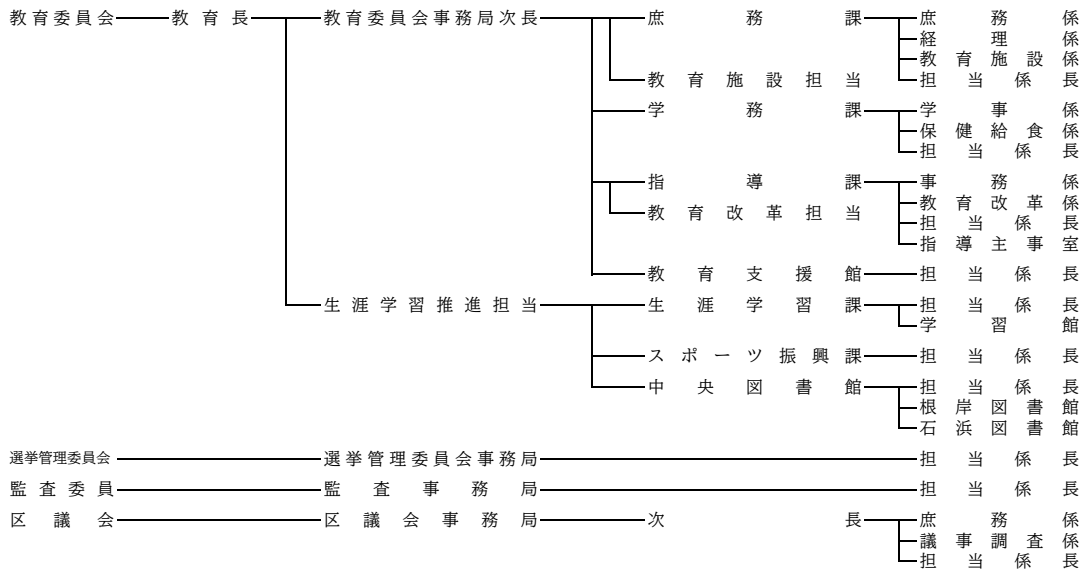 教育委員会 教育長 教育委員会事務局次長 庶務課 庶務係
経理係
教育施設係
教育施設担当 担当係長
学務課 学事係
保健給食係
担当係長
指導課 事務係
教育改革係
教育改革担当
担当係長
指導主事室
教育支援館 担当係長
生涯学習推進担当 生涯学習課 担当係長
学習館
スポーツ振興課 担当係長
中央図書館 担当係長
根岸図書館
石浜図書館
選挙管理委員会 選挙管理委員会事務局 担当係長
監査委員 監査事務局 担当係長
区議会 区議会事務局 次長 庶務係
議事調査係
担当係長